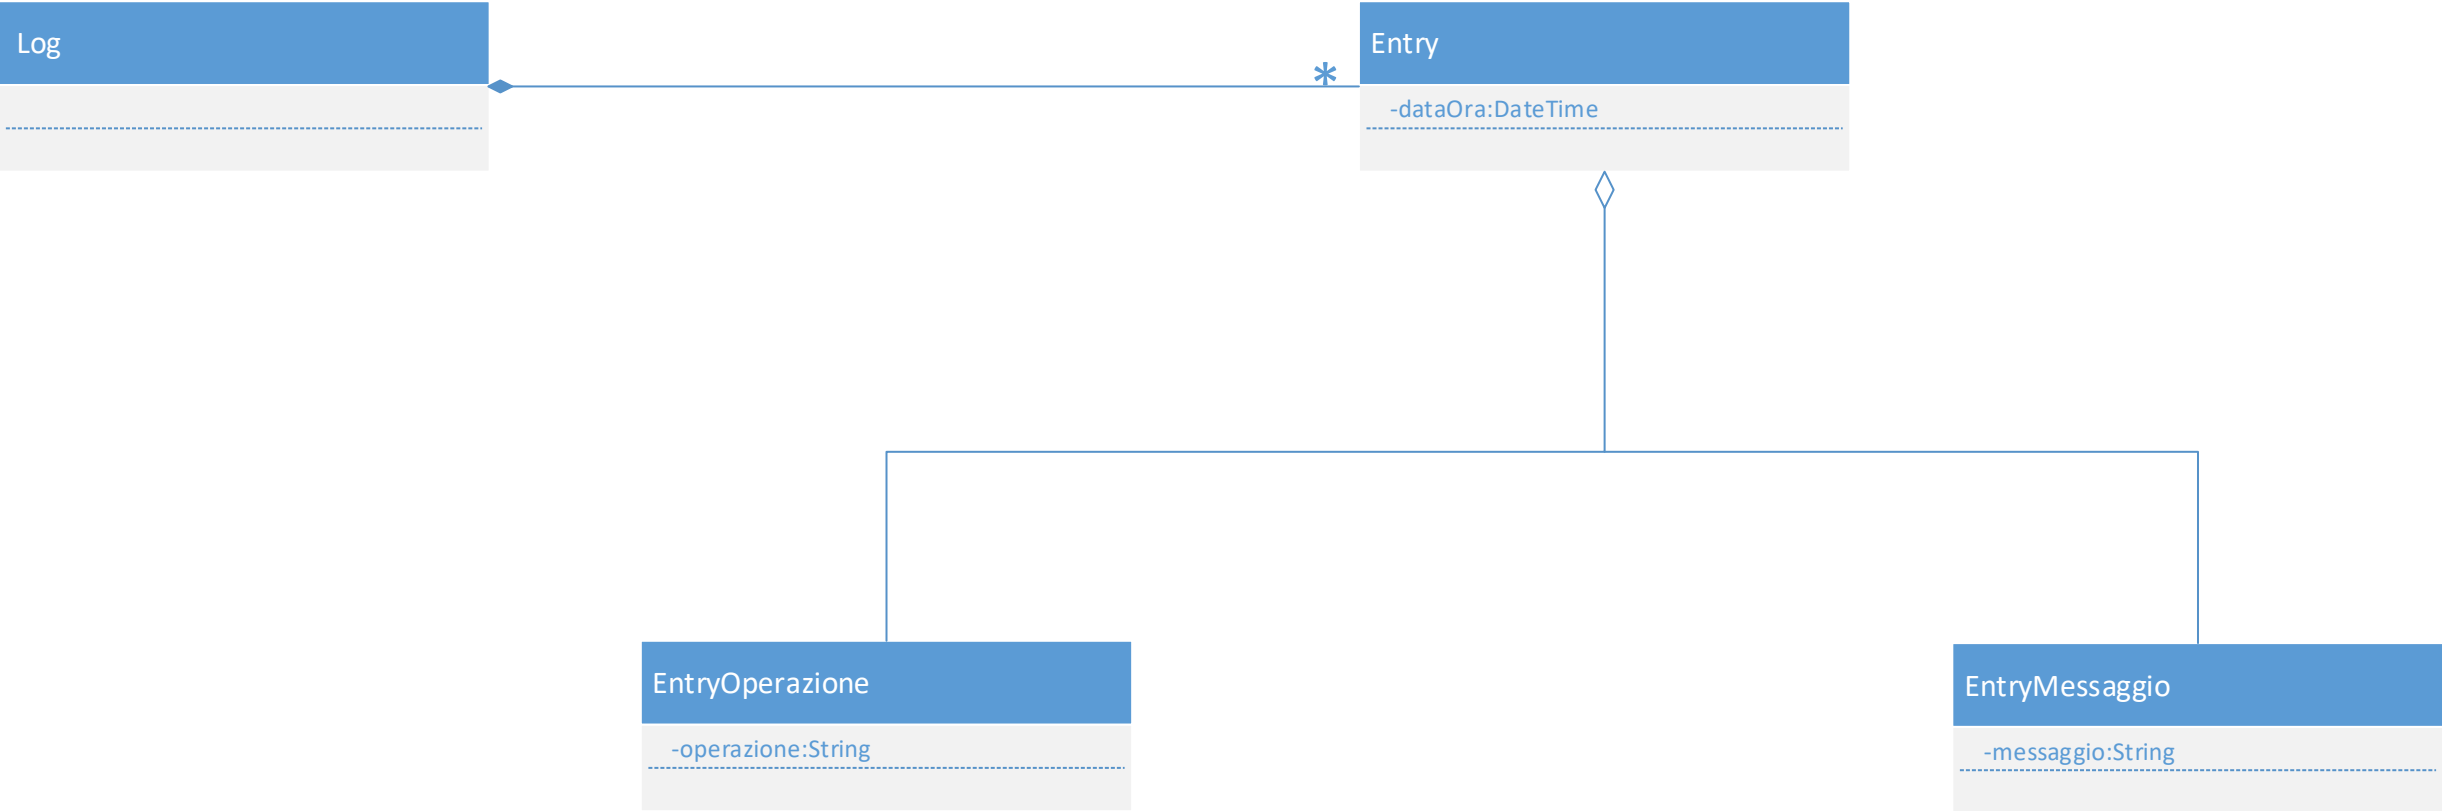 Log
Entry
*
-dataOra:DateTime
EntryOperazione
-operazione:String
EntryMessaggio
-messaggio:String